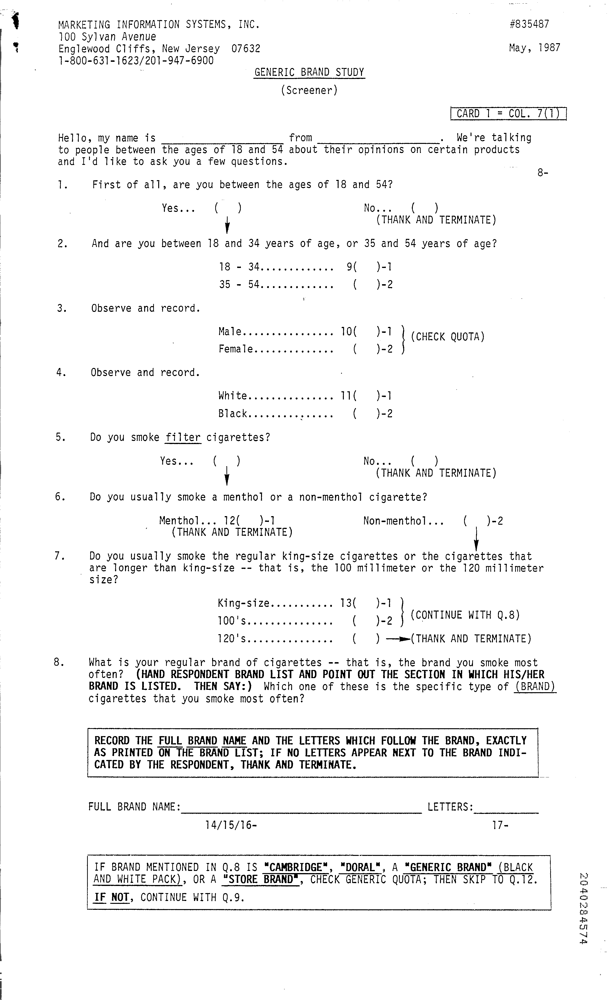 MARKETING INFORMATION SYSTEMS, INC. #835487
100 Sylvan Avenue
Englewood Cliffs, New Jersey 07632 May, 1987
1-800-631-1623/201-947-6900
GENERIC BRAND STUDY
(Screener)
CARD 1 = COL. 7(1)
Hello, my name is ____________ from ____________. We're talking
to people between the ages of 18 and 54 about their opinions on certain products
and I'd like to ask you a few questions.
8-
1. First of all, are you between the ages of 18 and 54?
Yes... ( ) No... ( )
(THANK AND TERMINATE)
2. And are you between 18 and 34 years of age, or 35 and 54 years of age?
18 - 34............. 9( )-1
35 - 54............. ( )-2
3. Observe and record.
Male................ 10( )-1
(CHECK QUOTA)
Female.............. ( )-2
4. Observe and record.
White............... 11( )-1
Black............... ( )-2
5. Do you smoke filter cigarettes?
Yes... ( ) No... ( )
(THANK AND TERMINATE)
6. Do you usually smoke a menthol or a non-menthol cigarette?
Menthol... 12( )-1 Non-menthol... ( )-2
(THANK AND TERMINATE)
7. Do you usually smoke the regular king-size cigarettes or the cigarettes that
are longer than king-size -- that is, the 100 millimeter or the 120 millimeter
size?
King-size........... 13( )-1
(CONTINUE WITH Q.8)
100's............... ( )-2
120's............... ( ) (THANK AND TERMINATE)
8. What is your regular brand of cigarettes -- that is, the brand you smoke most
often? (HAND RESPONDENT BRAND LIST AND POINT OUT THE SECTION IN WHICH HIS/HER
BRAND IS LISTED. THEN SAY:) Which one of these is the specific type of (BRAND)
cigarettes that you smoke most often?
RECORD THE FULL BRAND NAME AND THE LETTERS WHICH FOLLOW THE BRAND, EXACTLY
AS PRINTED ON THE BRAND LIST; IF NO LETTERS APPEAR NEXT TO THE BRAND INDI-
CATED BY THE RESPONDENT, THANK AND TERMINATE.
FULL BRAND NAME: ____________ LETTERS: ________
14/15/16- 17-
IF BRAND MENTIONED IN Q.8 IS "CAMBRIDGE", "DORAL", A "GENERIC BRAND" (BLACK
AND WHITE PACK), OR A "STORE BRAND", CHECK GENERIC QUOTA; THEN SKIP TO Q.12.
IF NOT, CONTINUE WITH Q.9.
2040284574